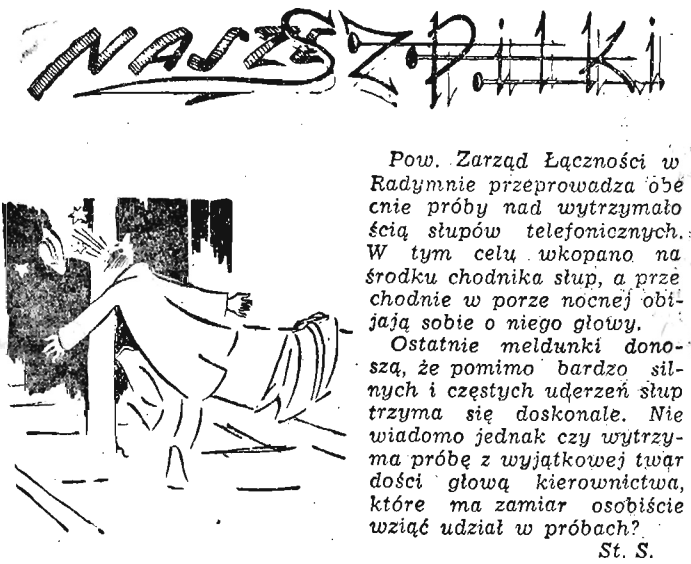 NASZE SZPILKI
Pow. Zarząd Łączności w
Radymnie przeprowadza obe
cnie próby nad wytrzymało
ścią słupów telefonicznych.
W tym celu wkopano na
środku chodnika słup, a prze
chodnie w porze nocnej obi-
jają sobie o niego głowy.
Ostatnie meldunki dono-
szą, że pomimo bardzo sil-
nych i częstych uderzeń słup
trzyma się doskonale. Nie
wiadomo jednak czy wytrzy-
ma próbę z wyjątkowej twar
dości głową kierownictwa,
które ma zamiar osobiście
wziąć udział w próbach?
St. S.